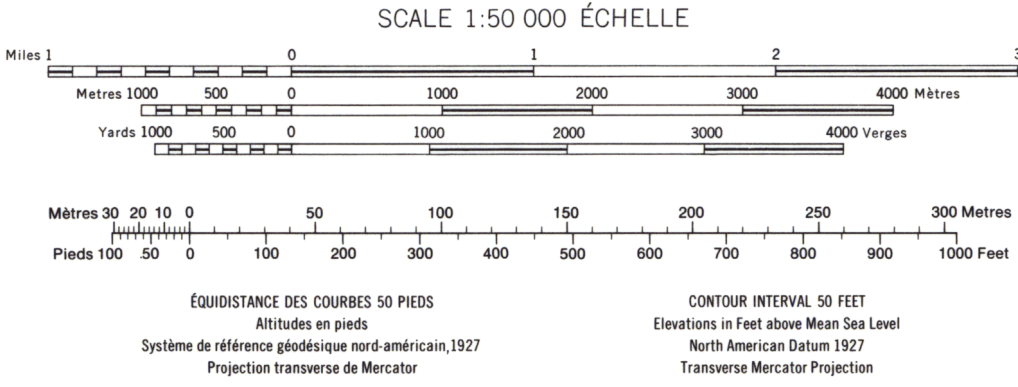 SCALE 1:50 000 ÉCHELLE
Miles 1 0 1 2 3
Metres 1000 500 0 1000 2000 3000 4000 Mètres
Yards 1000 500 0 1000 2000 3000 4000 Verges
Mètres 30 20 10 0 50 100 150 200 250 300 Metres
Pieds 100 50 0 100 200 300 400 500 600 700 800 900 1000 Feet
ÉQUIDISTANCE DES COURBES 50 PIEDS
Altitudes en pieds
Système de référence géodésique nord-américain,1927
Projection transverse de Mercator
CONTOUR INTERVAL 50 FEET
Elevations in Feet above Mean Sea Level
North American Datum 1927
Transverse Mercator Projection